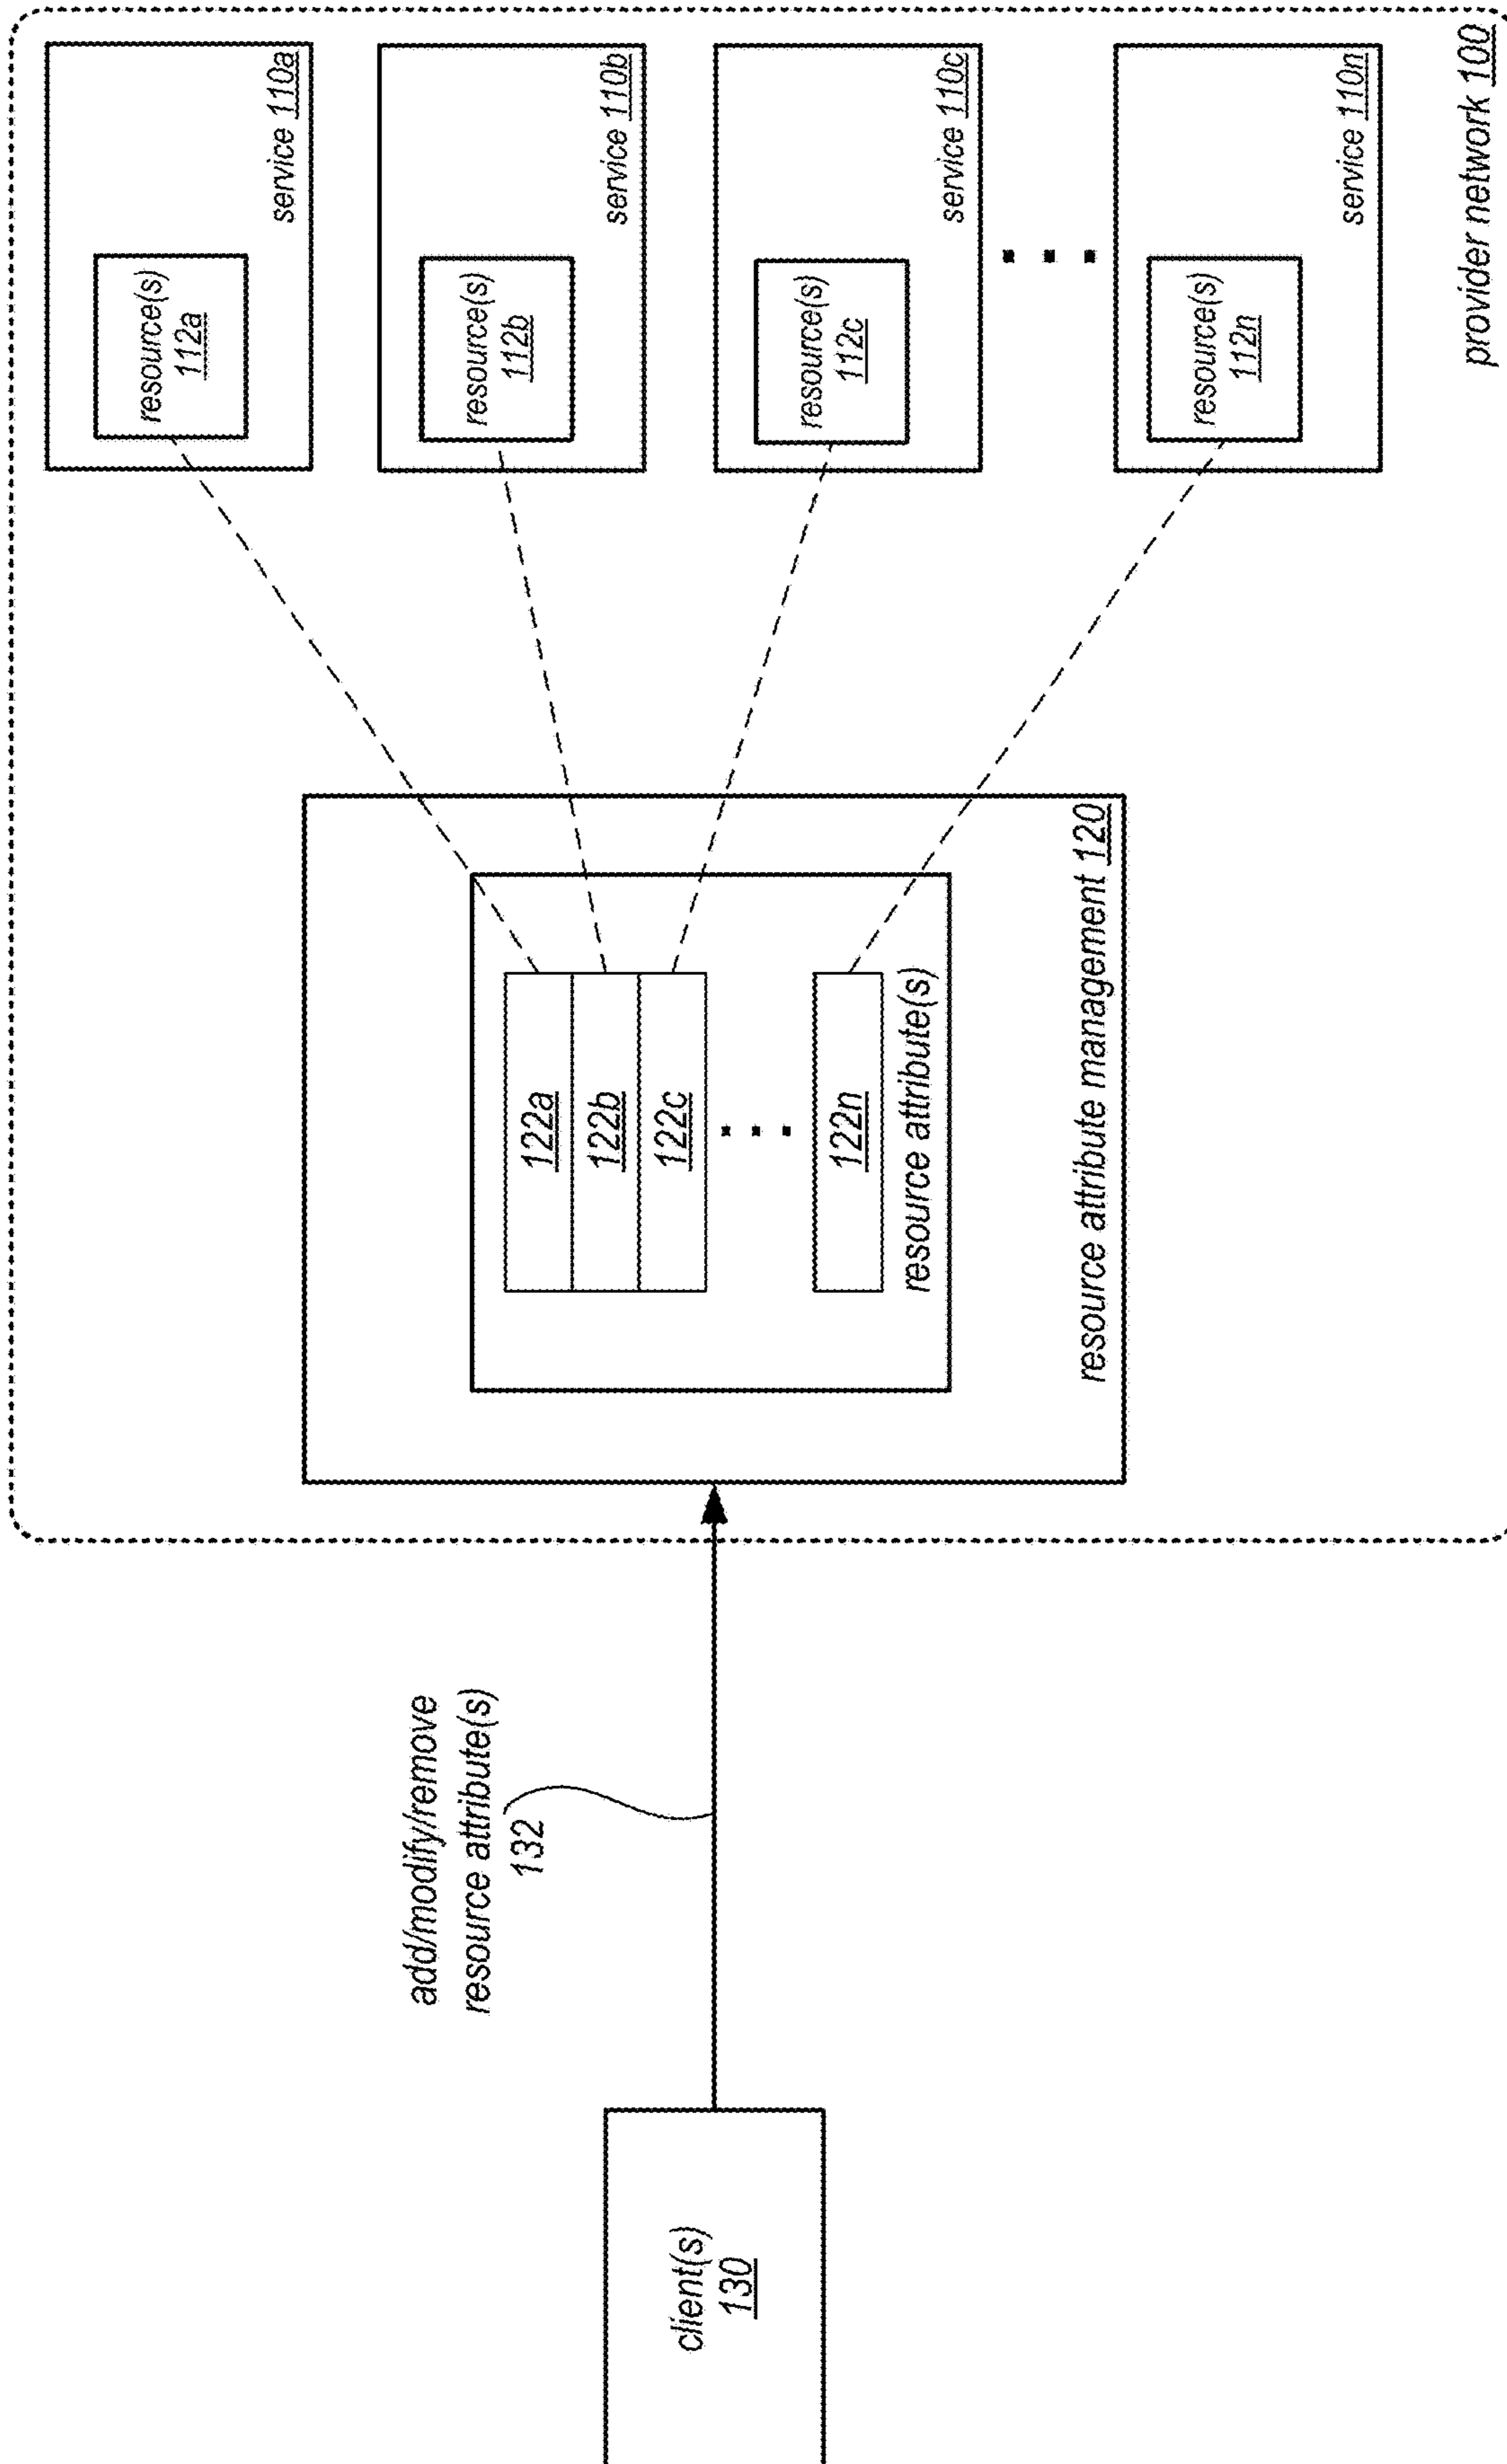 add/modify/remove
resource attribute(s)
132
client(s)
130
122a
122b
122c
122n
resource attribute(s)
resource attribute management 120
resource(s)
112a
service 110a
resource(s)
112b
service 110b
resource(s)
112c
service 110c
resource(s)
112n
service 110n
provider network 100